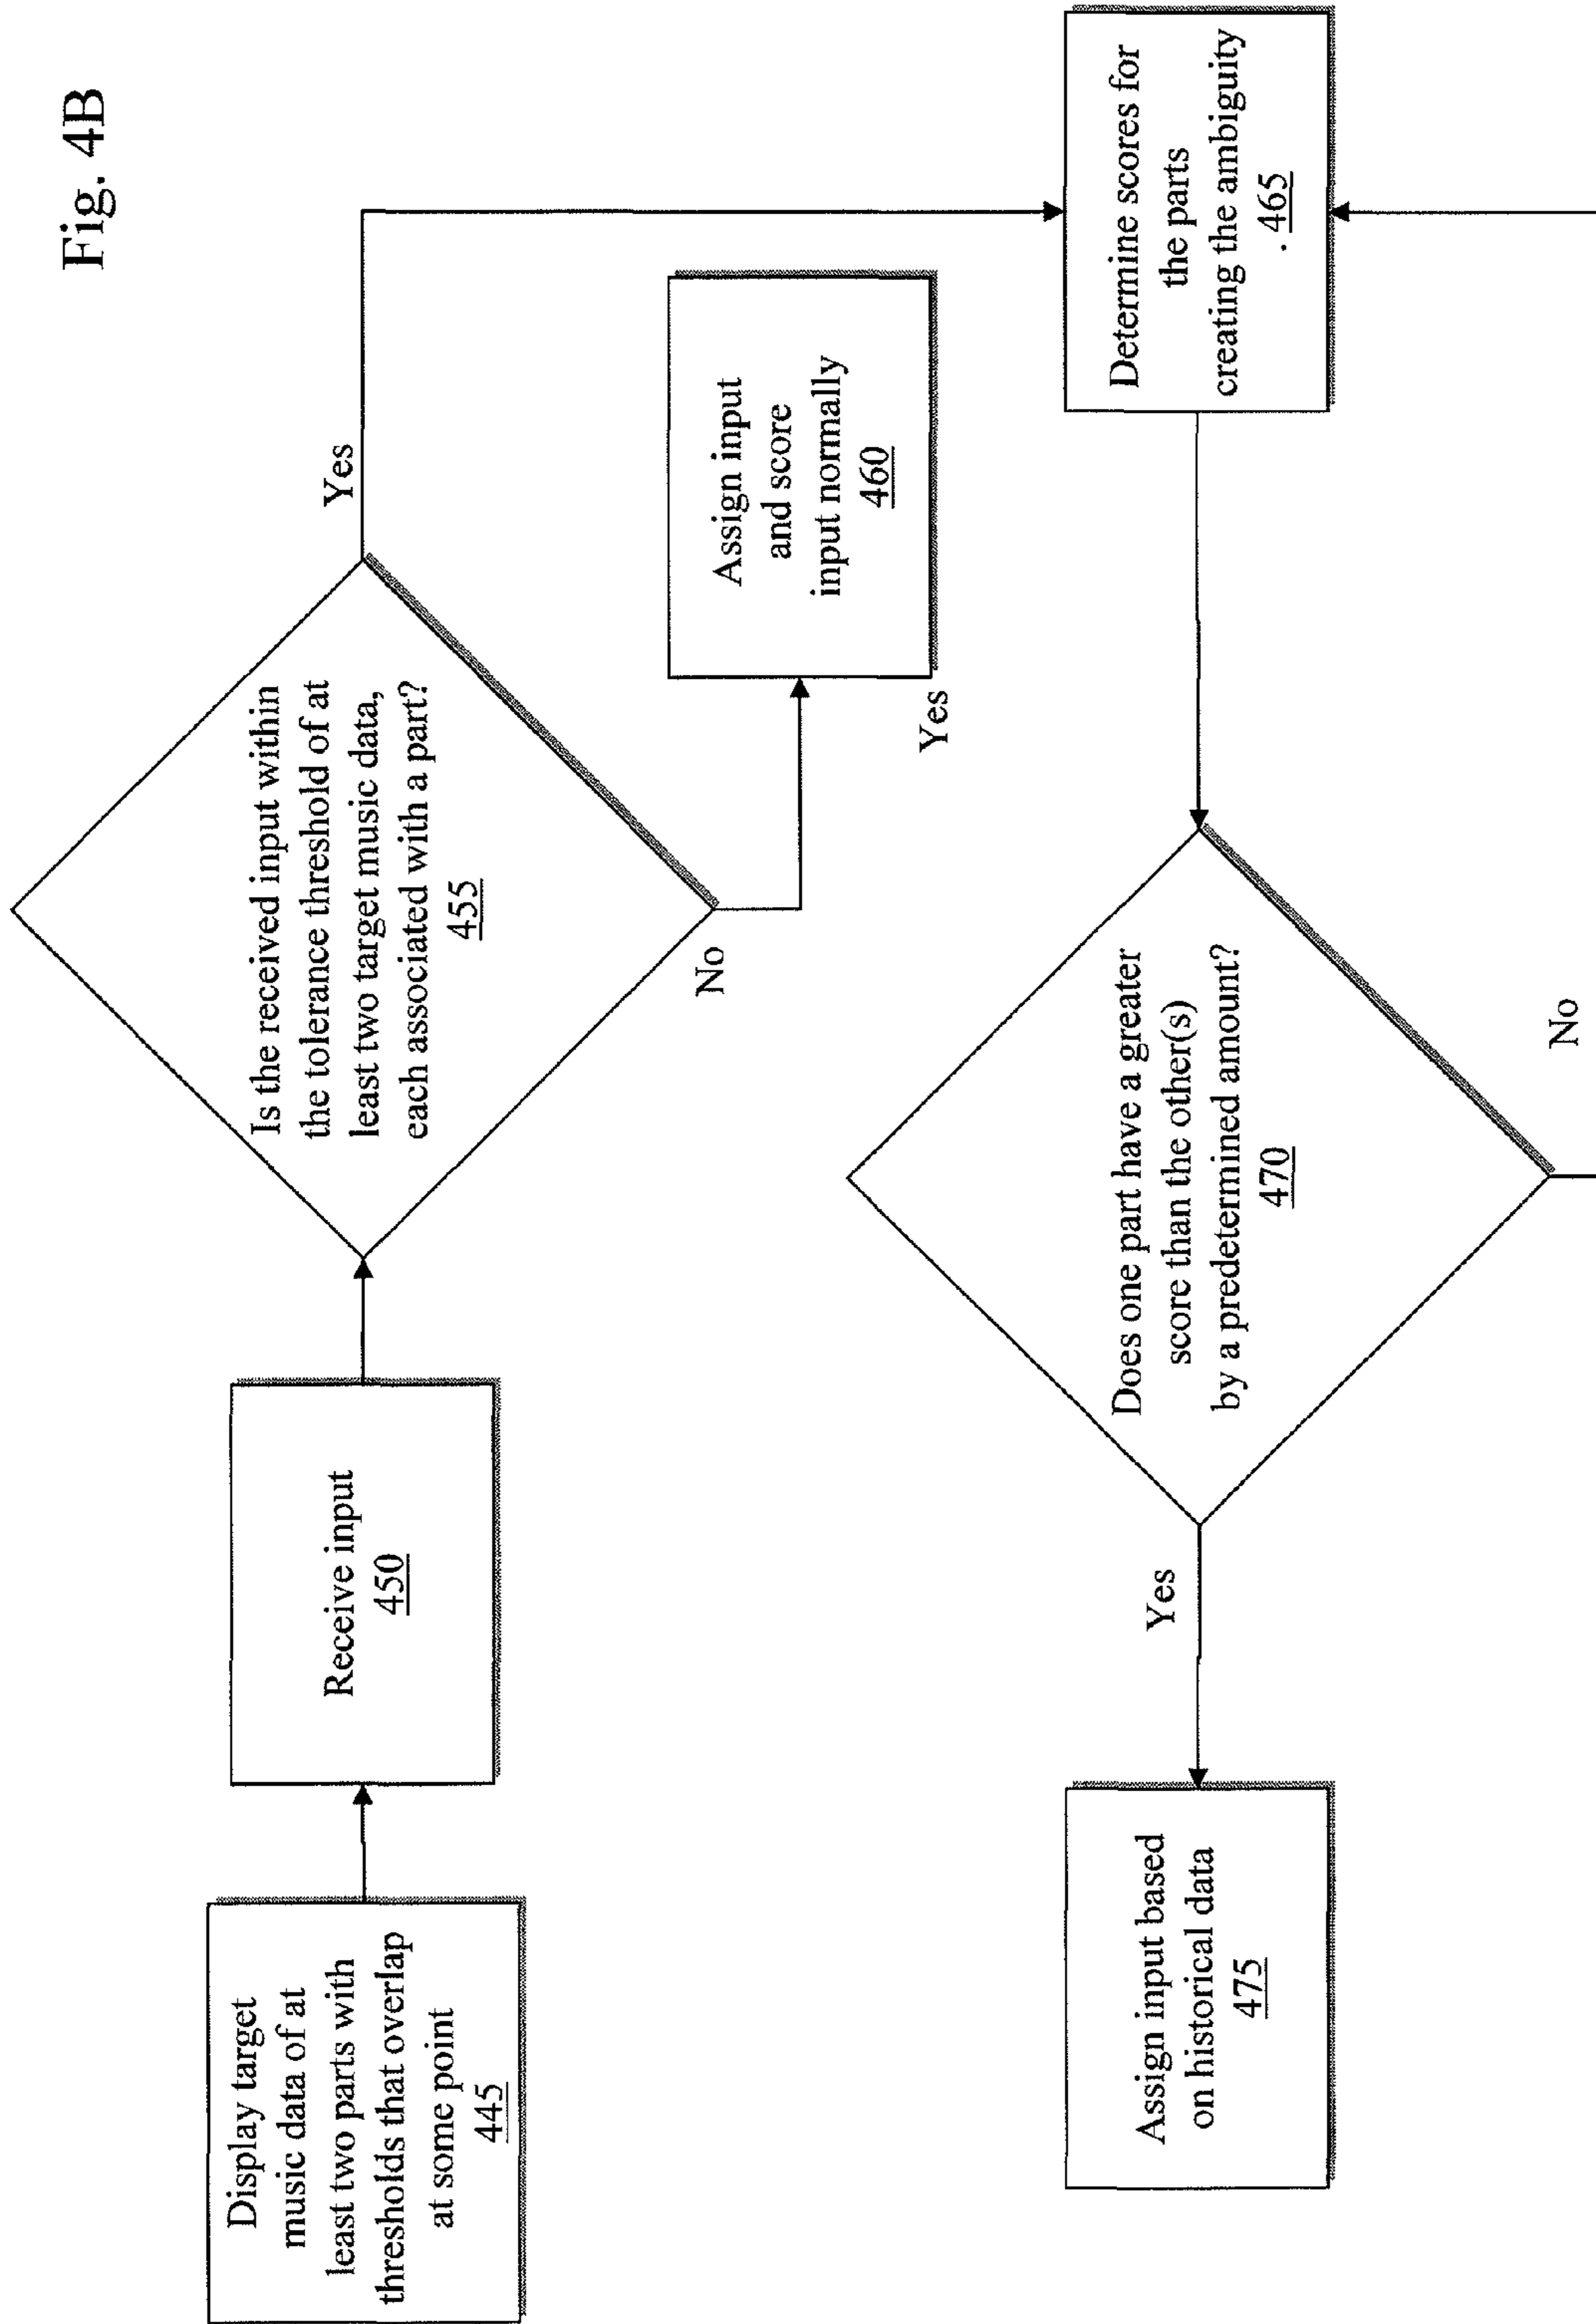 Fig. 4B
Display target
music data of at
least two parts with
thresholds that overlap
at some point
445
Receive input
450
Is the received input within
the tolerance threshold of at
least two target music data,
each associated with a part?
455
Yes
No
Assign input
and score
input normally
460
Yes
Determine scores for
the parts
creating the ambiguity
. 465
Does one part have a greater
score than the other(s)
by a predetermined amount?
470
No
Yes
Assign input based
on historical data
475